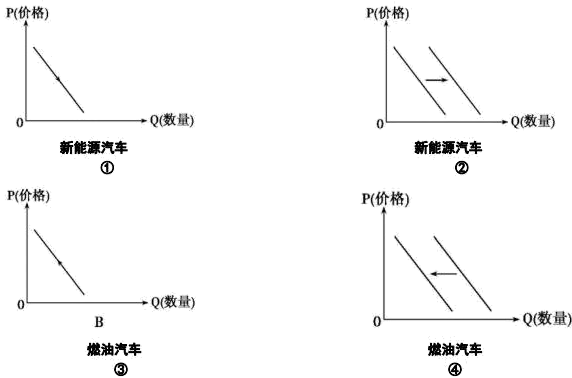 P(价格)
0
Q(数量)
新能源汽车
①
P(价格)
0
Q(数量)
新能源汽车
②
P(价格)
0
Q(数量)
B
燃油汽车
③
P(价格)
0
Q(数量)
燃油汽车
④